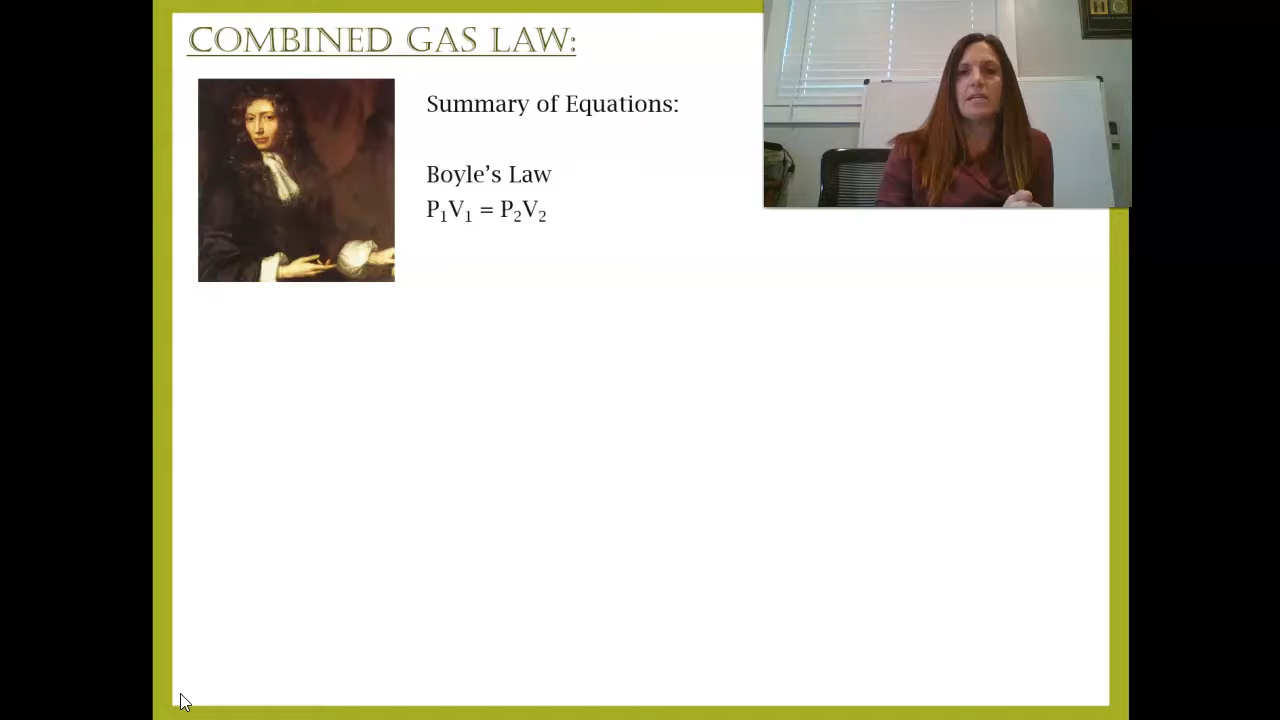 COMBINED GAS LAW:
Summary of Equations:
Boyle’s Law
P₁V₁ = P₂V₂